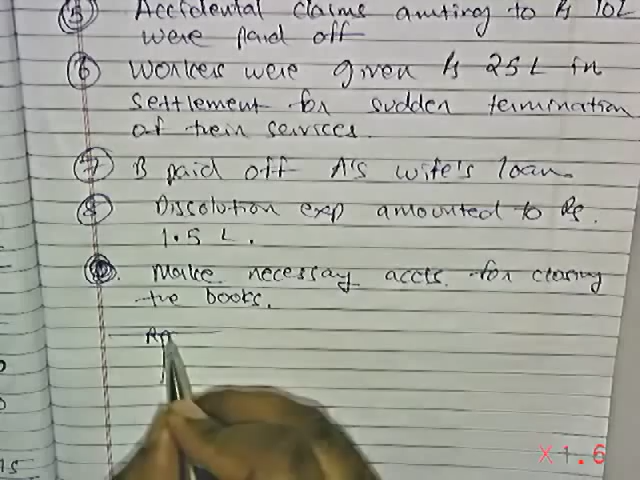 (5) Accidental claims amting to Rs 10L
were paid off
(6) Workers were given Rs 25L in
settlement for sudden termination
of their services.
(7) B paid off A's wife's loan.
(8) Dissolution exp amounted to Rs.
1.5 L.
Make necessary accts. for closing
the books.
X1.6